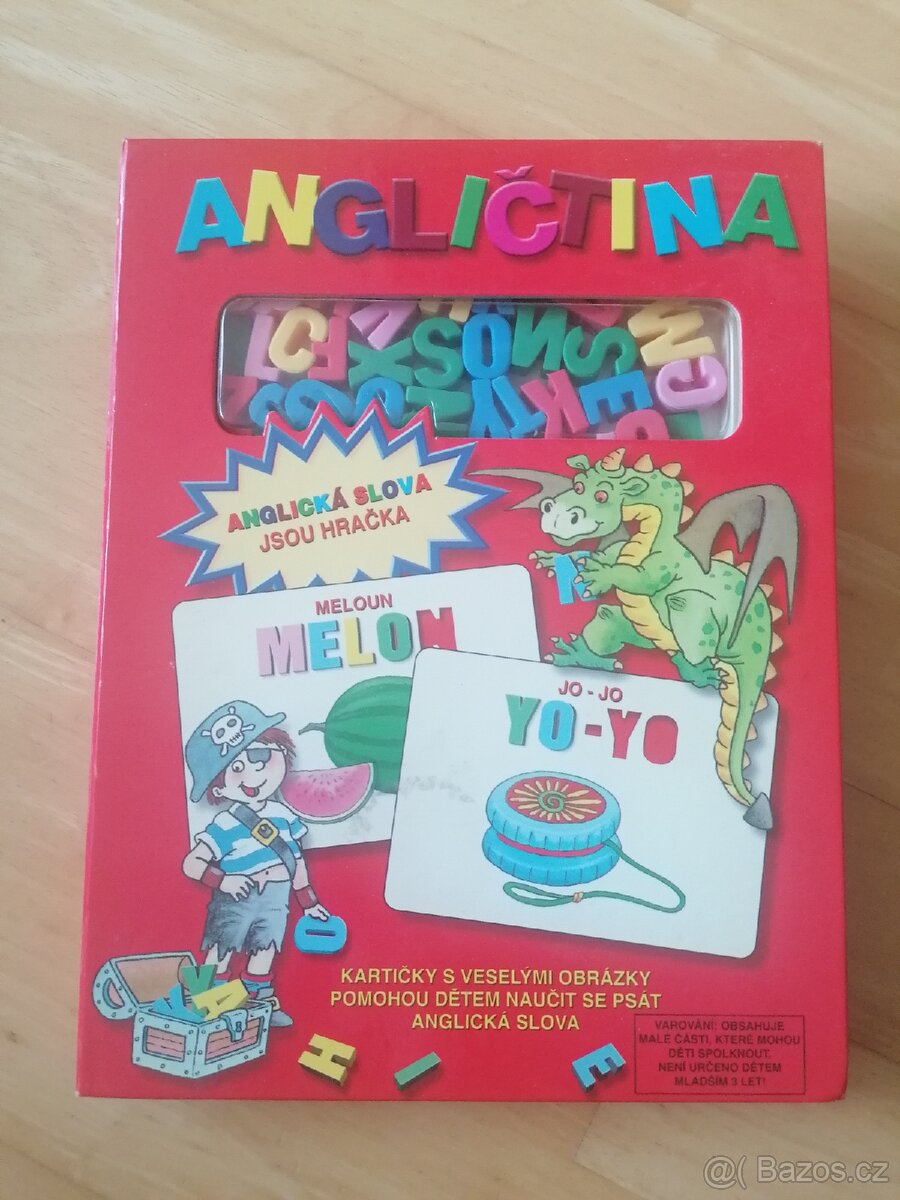 ANGLIČTINA
ANGLICKÁ SLOVA
JSOU HRAČKA
MELOUN
MELON
JO - JO
YO-YO
KARTIČKY S VESELÝMI OBRÁZKY
POMOHOU DĚTEM NAUČIT SE PSÁT
ANGLICKÁ SLOVA
VAROVÁNI: OBSAHUJE
MALÉ ČÁSTI, KTERÉ MOHOU
DĚTI SPOLKNOUT.
NENÍ URČENO DĚTEM
MLADŠÍM 3 LET!
@( Bazos.cz